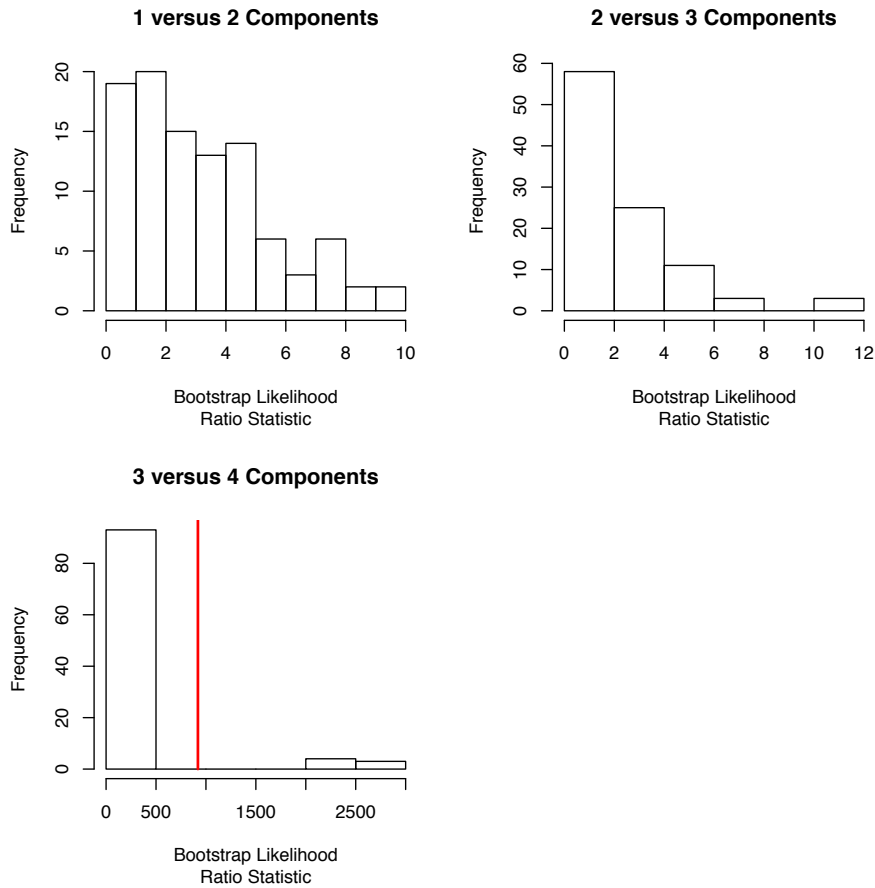 1 versus 2 Components
Frequency
20
15
10
5
0
0 2 4 6 8 10
Bootstrap Likelihood
Ratio Statistic
2 versus 3 Components
Frequency
60
50
40
30
20
10
0
0 2 4 6 8 10 12
Bootstrap Likelihood
Ratio Statistic
3 versus 4 Components
Frequency
80
60
40
20
0
0 500 1500 2500
Bootstrap Likelihood
Ratio Statistic